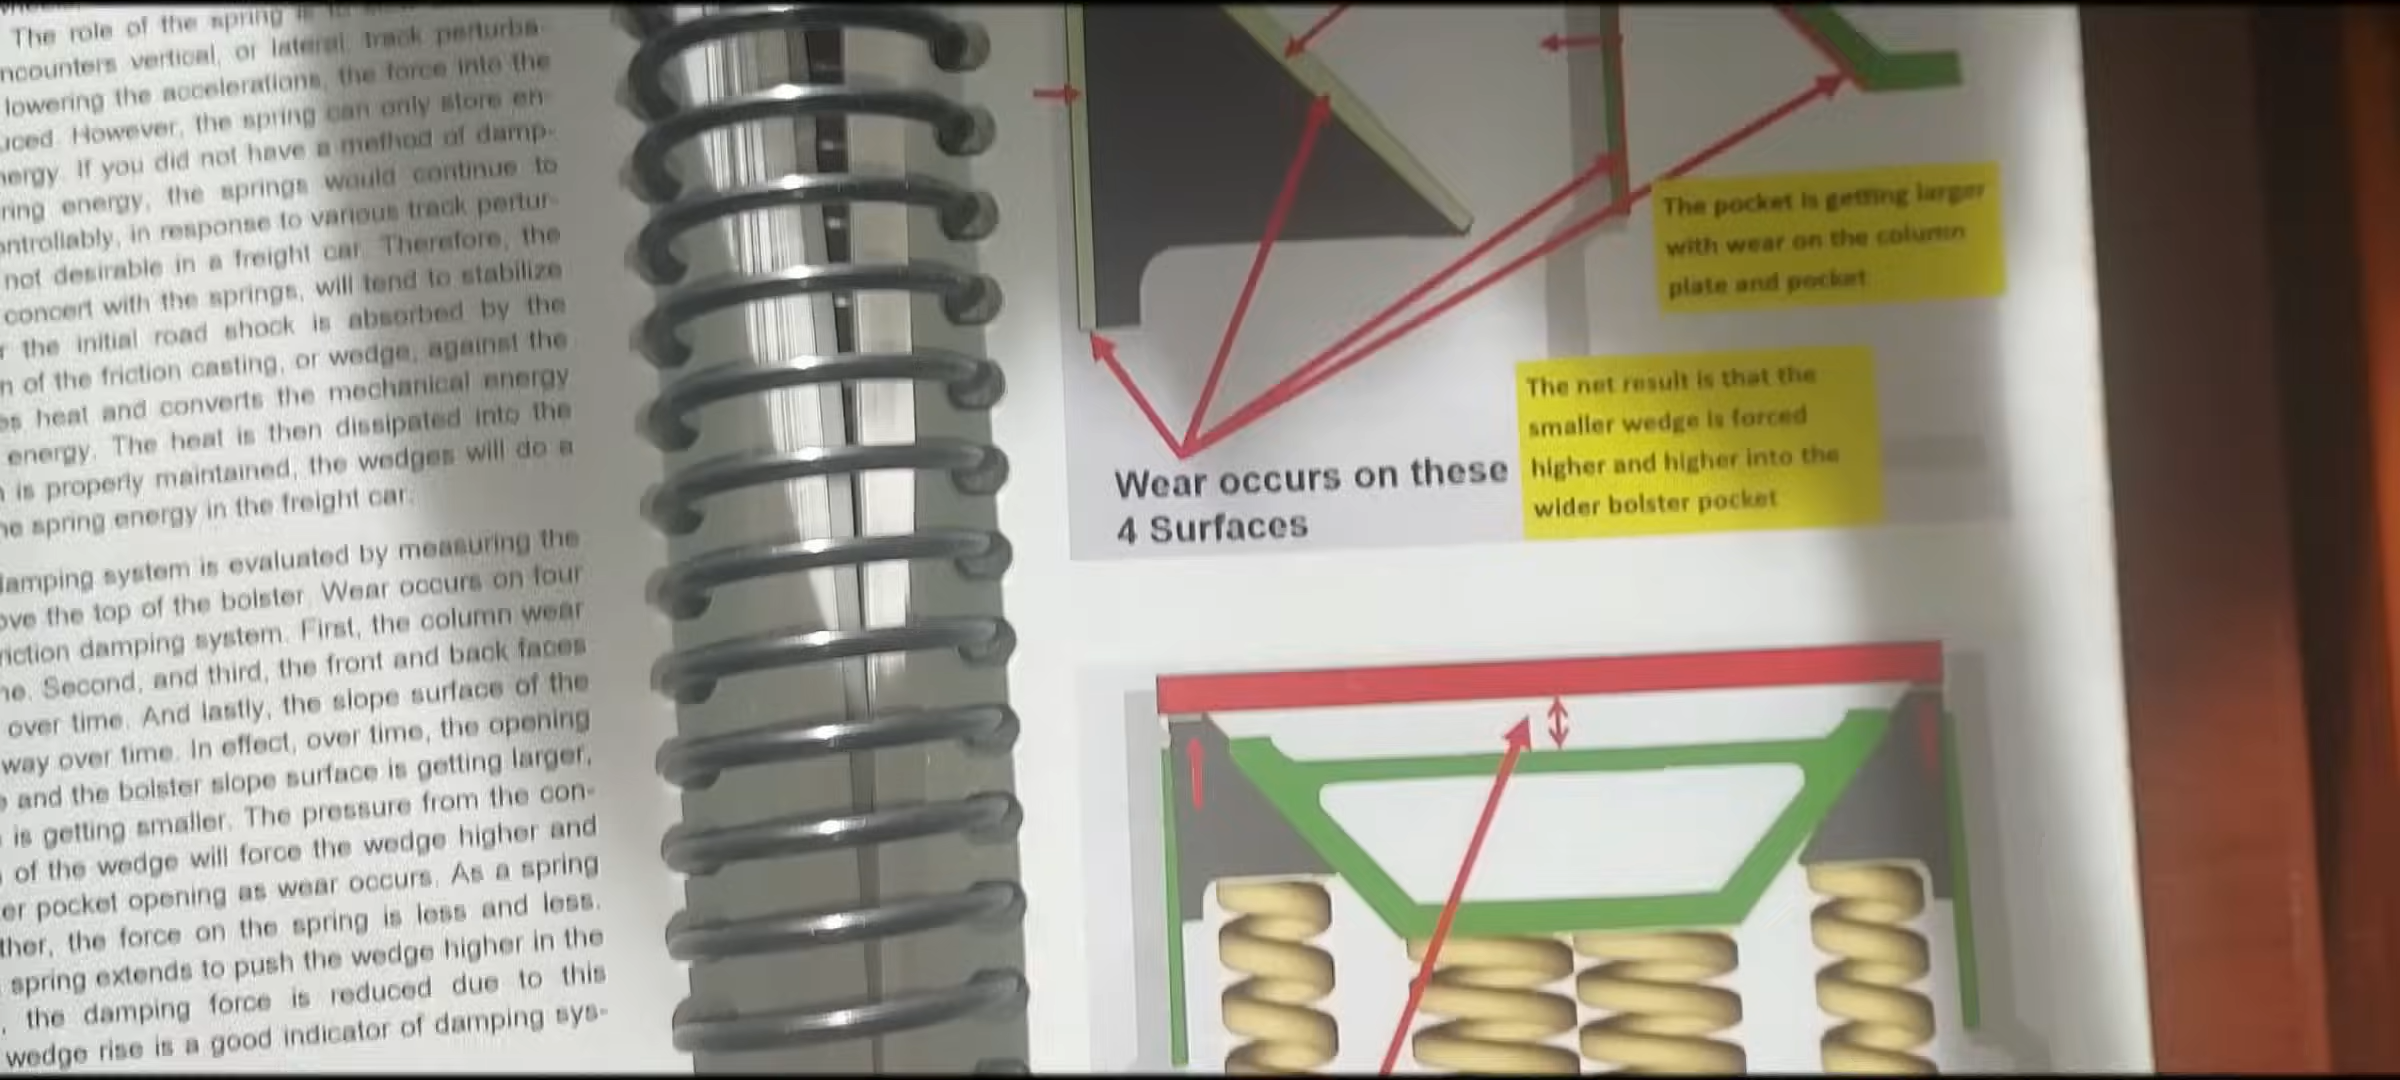 The role of the spring is to
ncounters vertical, or lateral, track perturba-
lowering the accelerations, the force into the
uced. However, the spring can only store en-
nergy. If you did not have a method of damp-
ring energy, the springs would continue to
ontrollably, in response to various track pertur-
not desirable in a freight car. Therefore, the
concert with the springs, will tend to stabilize
r the initial road shock is absorbed by the
n of the friction casting, or wedge, against the
es heat and converts the mechanical energy
energy. The heat is then dissipated into the
is properly maintained, the wedges will do a
he spring energy in the freight car.
damping system is evaluated by measuring the
ove the top of the bolster. Wear occurs on four
riction damping system. First, the column wear
me. Second, and third, the front and back faces
over time. And lastly, the slope surface of the
way over time. In effect, over time, the opening
e and the bolster slope surface is getting larger,
is getting smaller. The pressure from the con-
of the wedge will force the wedge higher and
er pocket opening as wear occurs. As a spring
ther, the force on the spring is less and less.
spring extends to push the wedge higher in the
, the damping force is reduced due to this
wedge rise is a good indicator of damping sys-
The pocket is getting larger
with wear on the column
plate and pocket
The net result is that the
smaller wedge is forced
higher and higher into the
wider bolster pocket
Wear occurs on these
4 Surfaces